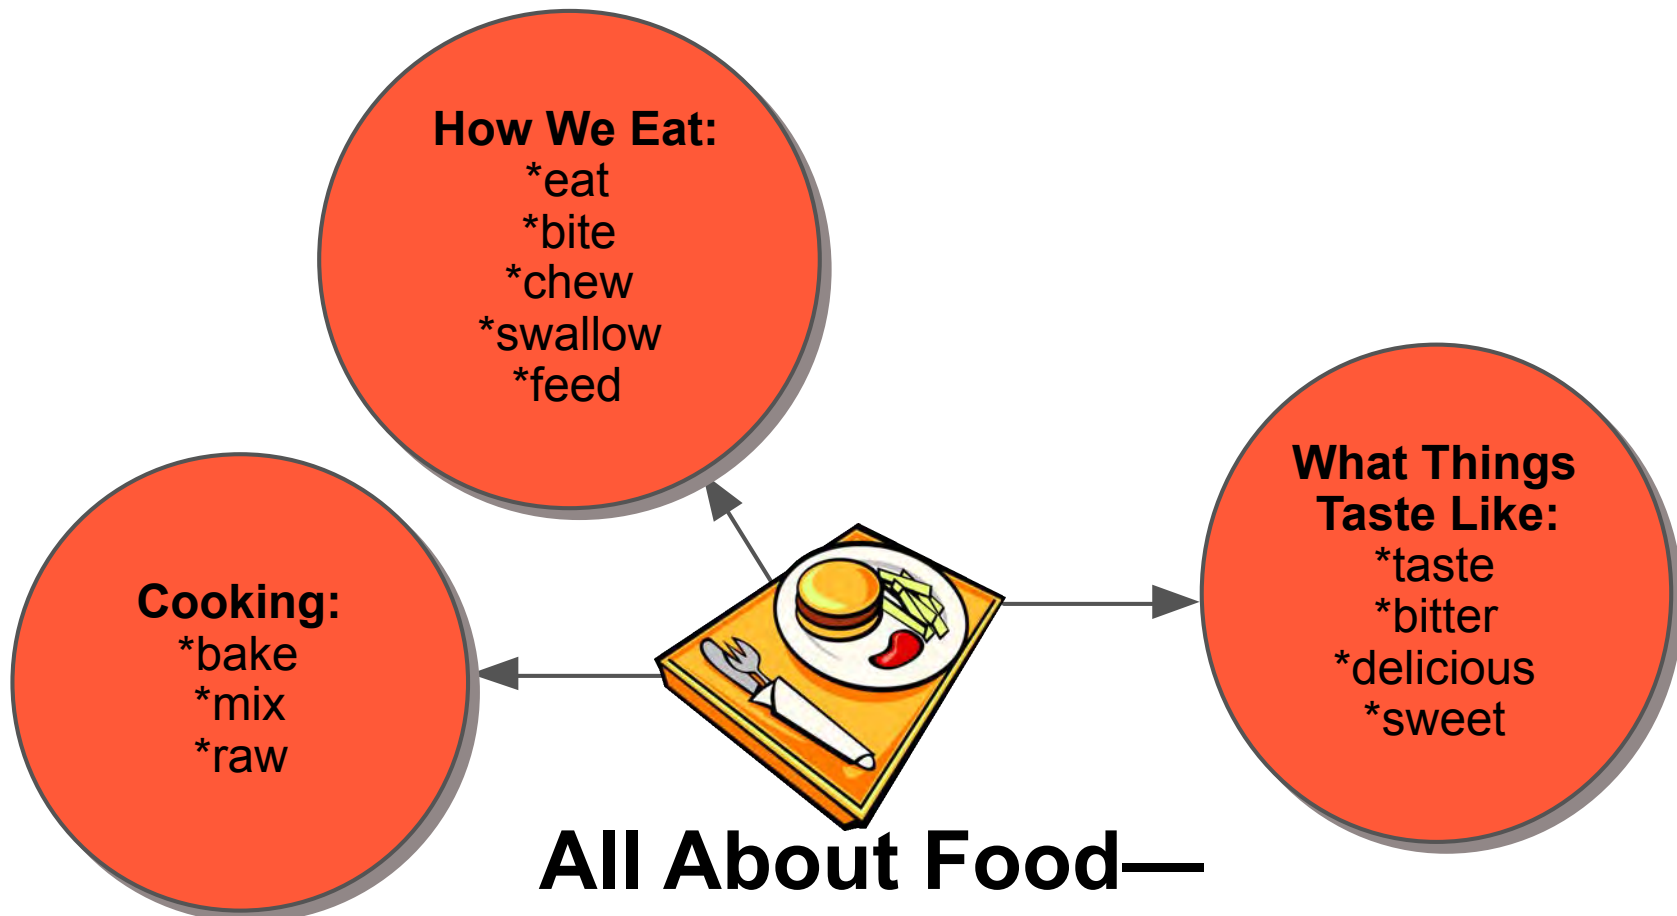 How We Eat:
*eat
*bite
*chew
*swallow
*feed
What Things
Taste Like:
*taste
*bitter
*delicious
*sweet
Cooking:
*bake
*mix
*raw
All About Food—